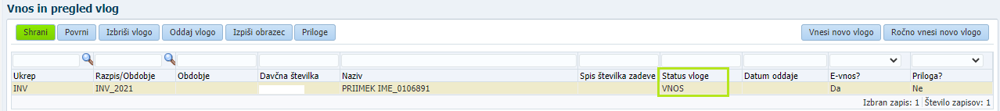 Vnos in pregled vlog
Shrani Povrni Izbriši vlogo Oddaj vlogo Izpiši obrazec Priloge Vnesi novo vlogo Ročno vnesi novo vlogo
Ukrep Razpis/Obdobje Obdobje Davčna številka Naziv Spis številka zadeve Status vloge Datum oddaje E-vnos? Priloga?
INV INV_2021 PRIIMEK IME_0106891 VNOS Da Ne
Izbran zapis: 1 Število zapisov: 1